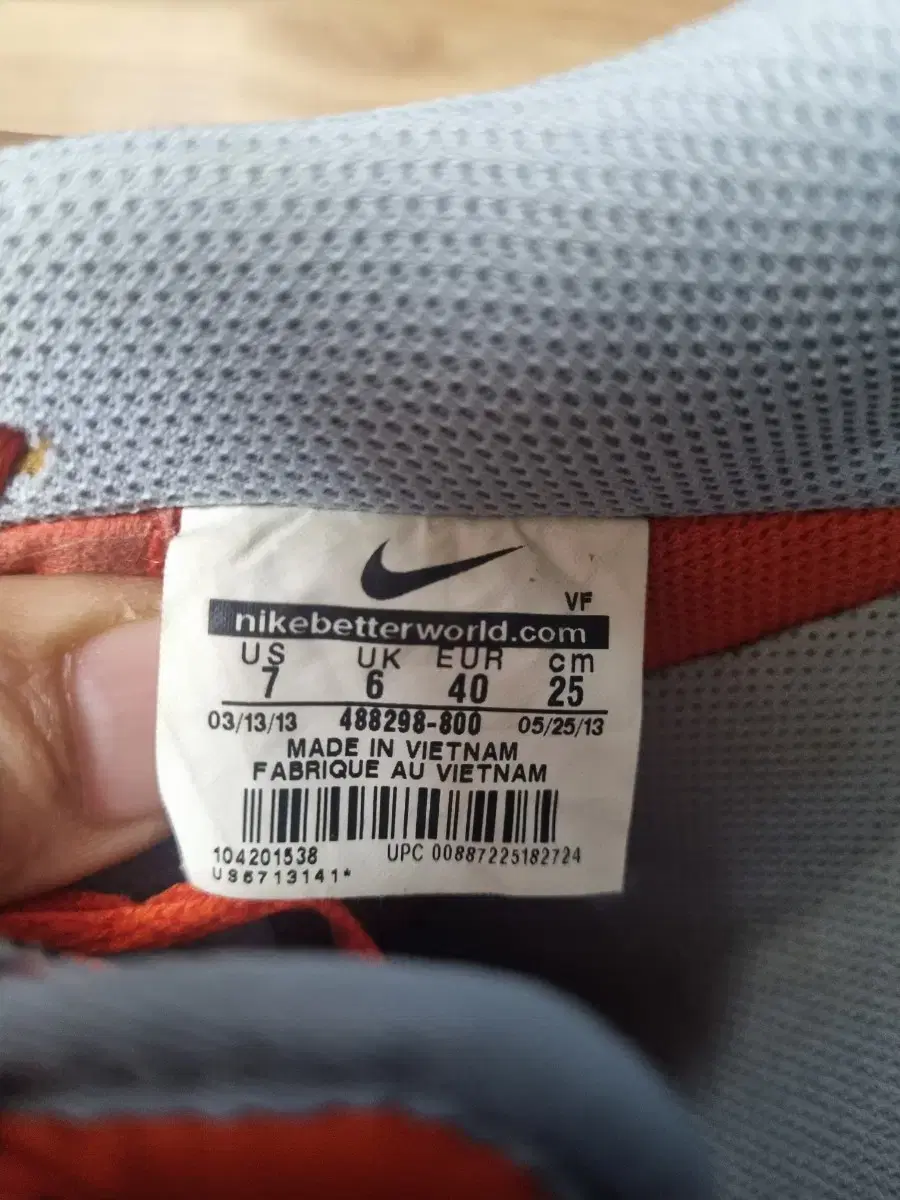 VF
nikebetterworld.com
US UK EUR cm
7 6 40 25
03/13/13 488298-800 05/25/13
MADE IN VIETNAM
FABRIQUE AU VIETNAM
104201538 UPC 00887225182724
US6713141*